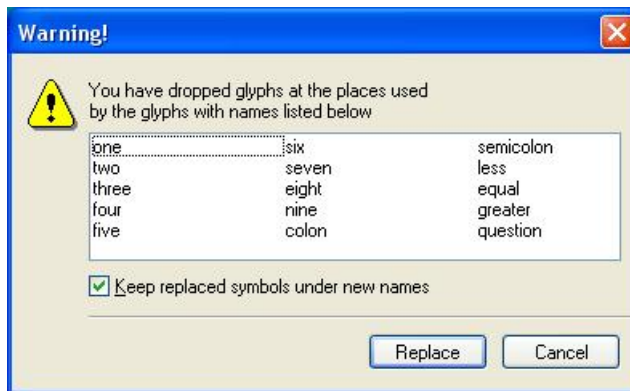 Warning!
You have dropped glyphs at the places used
by the glyphs with names listed below
one six semicolon
two seven less
three eight equal
four nine greater
five colon question
Keep replaced symbols under new names
Replace Cancel